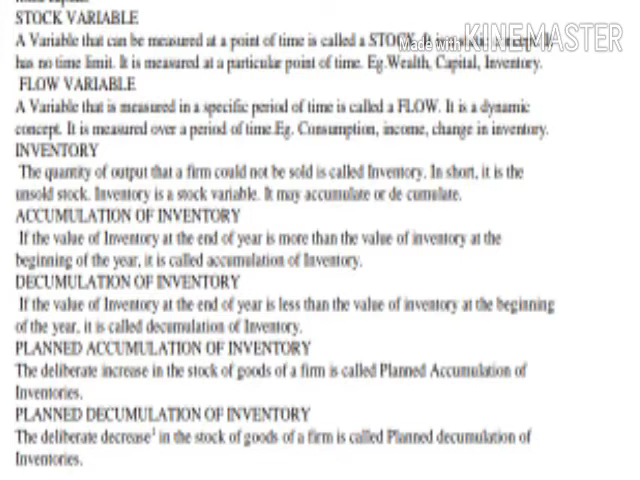 STOCK VARIABLE
Made with KINEMASTER
A Variable that can be measured at a point of time is called a STOCK. It is
has no time limit. It is measured at a particular point of time. Eg.Wealth, Capital, Inventory.
FLOW VARIABLE
A Variable that is measured in a specific period of time is called a FLOW. It is a dynamic
concept. It is measured over a period of time.Eg. Consumption, income, change in inventory.
INVENTORY
The quantity of output that a firm could not be sold is called Inventory. In short, it is the
unsold stock. Inventory is a stock variable. It may accumulate or de cumulate.
ACCUMULATION OF INVENTORY
If the value of Inventory at the end of year is more than the value of inventory at the
beginning of the year, it is called accumulation of Inventory.
DECUMULATION OF INVENTORY
If the value of Inventory at the end of year is less than the value of inventory at the beginning
of the year, it is called decumulation of Inventory.
PLANNED ACCUMULATION OF INVENTORY
The deliberate increase in the stock of goods of a firm is called Planned Accumulation of
Inventories.
PLANNED DECUMULATION OF INVENTORY
The deliberate decrease¹ in the stock of goods of a firm is called Planned decumulation of
Inventories.